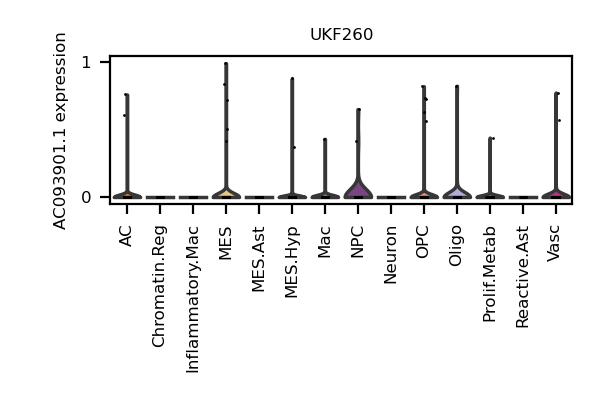 UKF260
AC093901.1 expression
1
0
AC
Chromatin.Reg
Inflammatory.Mac
MES
MES.Ast
MES.Hyp
Mac
NPC
Neuron
OPC
Oligo
Prolif.Metab
Reactive.Ast
Vasc